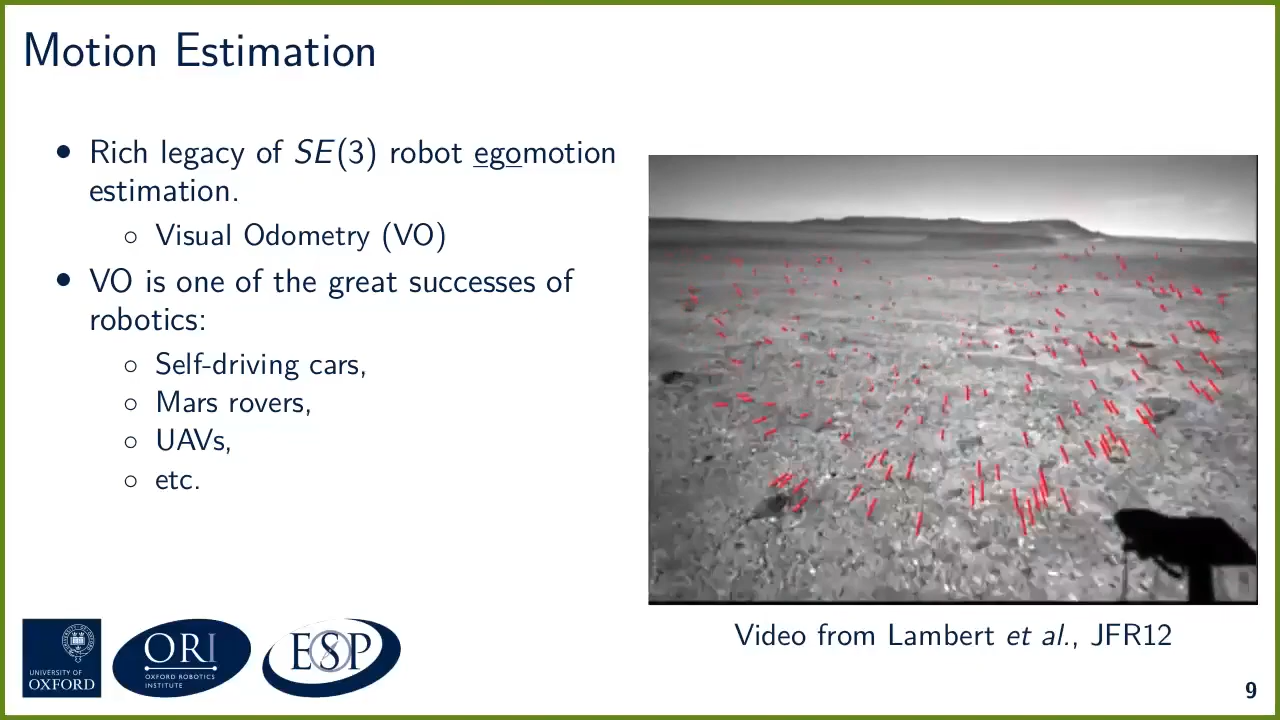 Motion Estimation
• Rich legacy of SE(3) robot egomotion
estimation.
○ Visual Odometry (VO)
• VO is one of the great successes of
robotics:
○ Self-driving cars,
○ Mars rovers,
○ UAVs,
○ etc.
Video from Lambert et al., JFR12
UNIVERSITY OF
OXFORD
ORI
OXFORD ROBOTICS
INSTITUTE
ESP
9